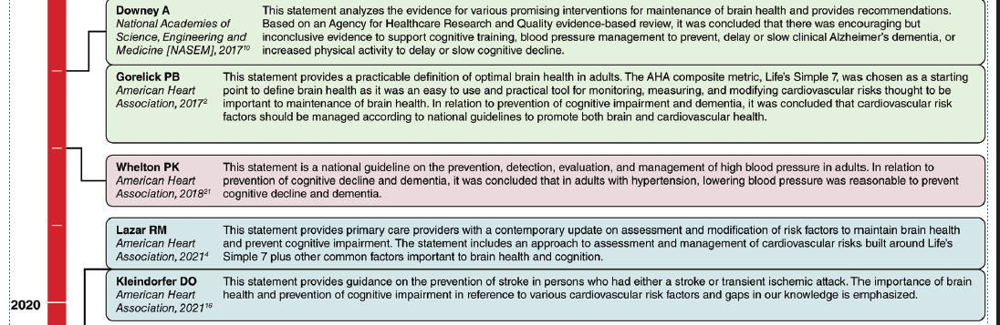 Downey A
National Academies of
Science, Engineering and
Medicine [NASEM], 2017¹⁰
This statement analyzes the evidence for various promising interventions for maintenance of brain health and provides recommendations.
Based on an Agency for Healthcare Research and Quality evidence-based review, it was concluded that there was encouraging but
inconclusive evidence to support cognitive training, blood pressure management to prevent, delay or slow clinical Alzheimer's dementia, or
increased physical activity to delay or slow cognitive decline.
Gorelick PB
American Heart
Association, 2017²
This statement provides a practicable definition of optimal brain health in adults. The AHA composite metric, Life's Simple 7, was chosen as a starting
point to define brain health as it was an easy to use and practical tool for monitoring, measuring, and modifying cardiovascular risks thought to be
important to maintenance of brain health. In relation to prevention of cognitive impairment and dementia, it was concluded that cardiovascular risk
factors should be managed according to national guidelines to promote both brain and cardiovascular health.
Whelton PK
American Heart
Association, 2018²¹
This statement is a national guideline on the prevention, detection, evaluation, and management of high blood pressure in adults. In relation to
prevention of cognitive decline and dementia, it was concluded that in adults with hypertension, lowering blood pressure was reasonable to prevent
cognitive decline and dementia.
Lazar RM
American Heart
Association, 2021⁴
This statement provides primary care providers with a contemporary update on assessment and modification of risk factors to maintain brain health
and prevent cognitive impairment. The statement includes an approach to assessment and management of cardiovascular risks built around Life's
Simple 7 plus other common factors important to brain health and cognition.
Kleindorfer DO
American Heart
Association, 2021¹⁶
This statement provides guidance on the prevention of stroke in persons who had either a stroke or transient ischemic attack. The importance of brain
health and prevention of cognitive impairment in reference to various cardiovascular risk factors and gaps in our knowledge is emphasized.
2020